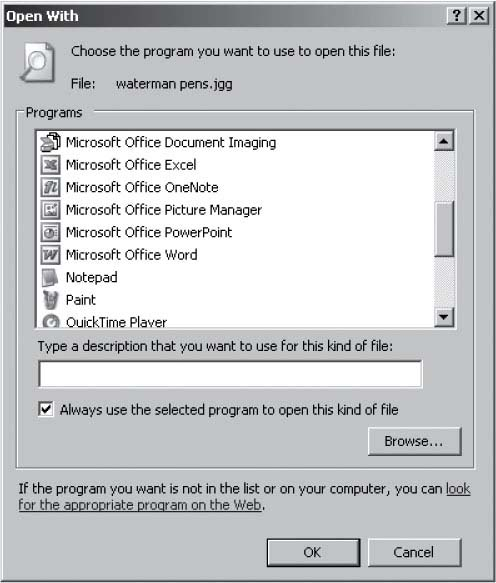 Open With
Choose the program you want to use to open this file:
File: waterman pens.jgg
Programs
Microsoft Office Document Imaging
Microsoft Office Excel
Microsoft Office OneNote
Microsoft Office Picture Manager
Microsoft Office PowerPoint
Microsoft Office Word
Notepad
Paint
QuickTime Player
Type a description that you want to use for this kind of file:
Always use the selected program to open this kind of file
Browse...
If the program you want is not in the list or on your computer, you can look
for the appropriate program on the Web.
OK Cancel